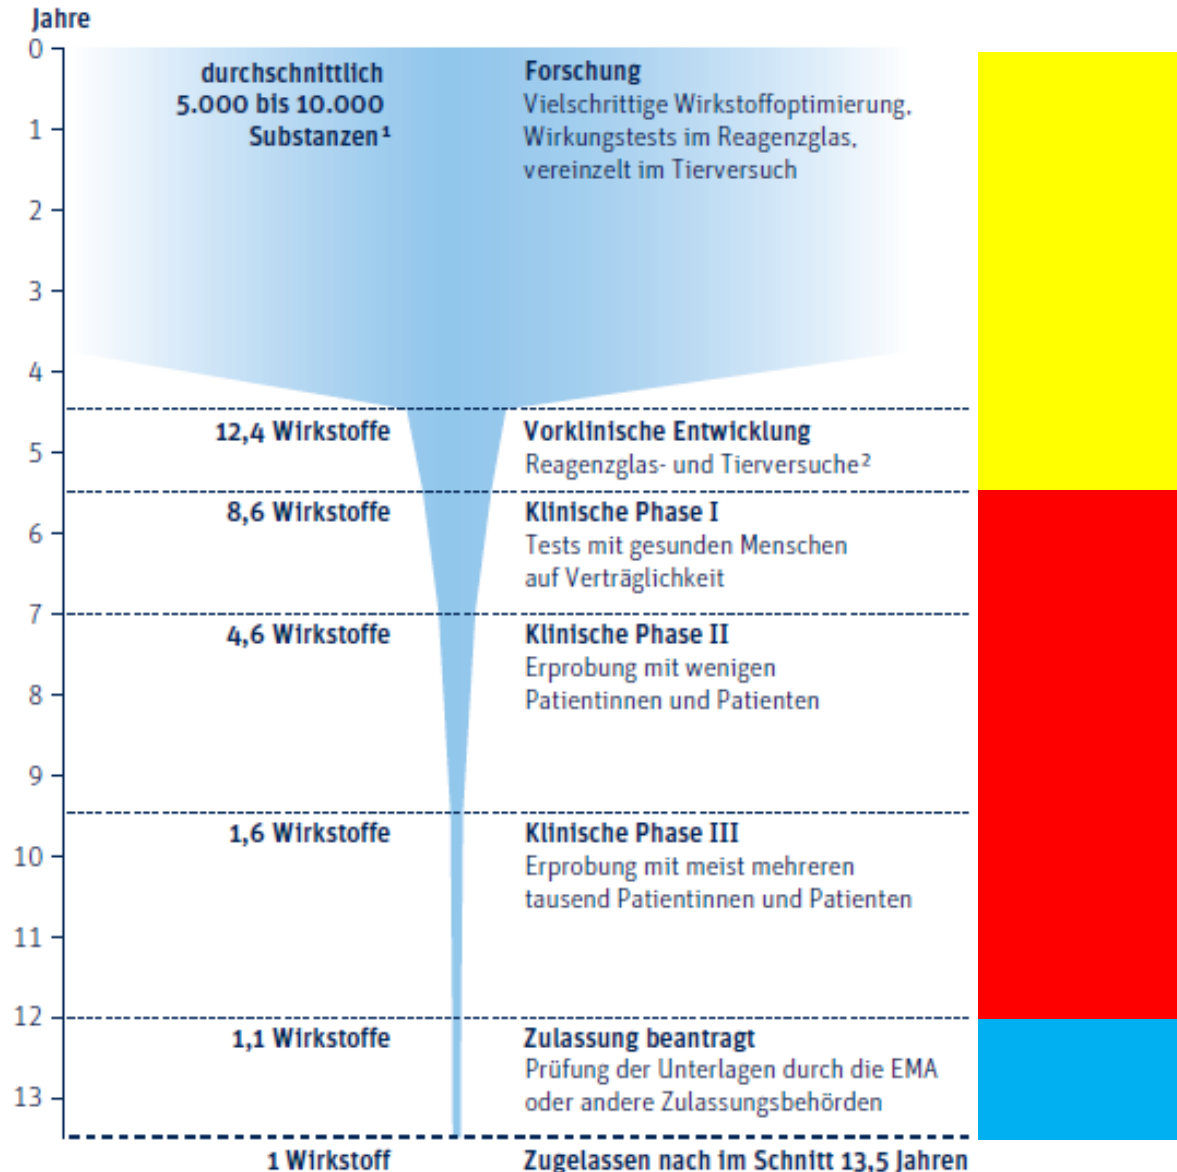 Jahre
0
durchschnittlich
5.000 bis 10.000
Substanzen¹
Forschung
Vielschrittige Wirkstoffoptimierung,
Wirkungstests im Reagenzglas,
vereinzelt im Tierversuch
1
2
3
4
12,4 Wirkstoffe
Vorklinische Entwicklung
Reagenzglas- und Tierversuche²
5
8,6 Wirkstoffe
Klinische Phase I
Tests mit gesunden Menschen
auf Verträglichkeit
6
7
4,6 Wirkstoffe
Klinische Phase II
Erprobung mit wenigen
Patientinnen und Patienten
8
9
1,6 Wirkstoffe
Klinische Phase III
Erprobung mit meist mehreren
tausend Patientinnen und Patienten
10
11
12
1,1 Wirkstoffe
Zulassung beantragt
Prüfung der Unterlagen durch die EMA
oder andere Zulassungsbehörden
13
1 Wirkstoff
Zugelassen nach im Schnitt 13,5 Jahren